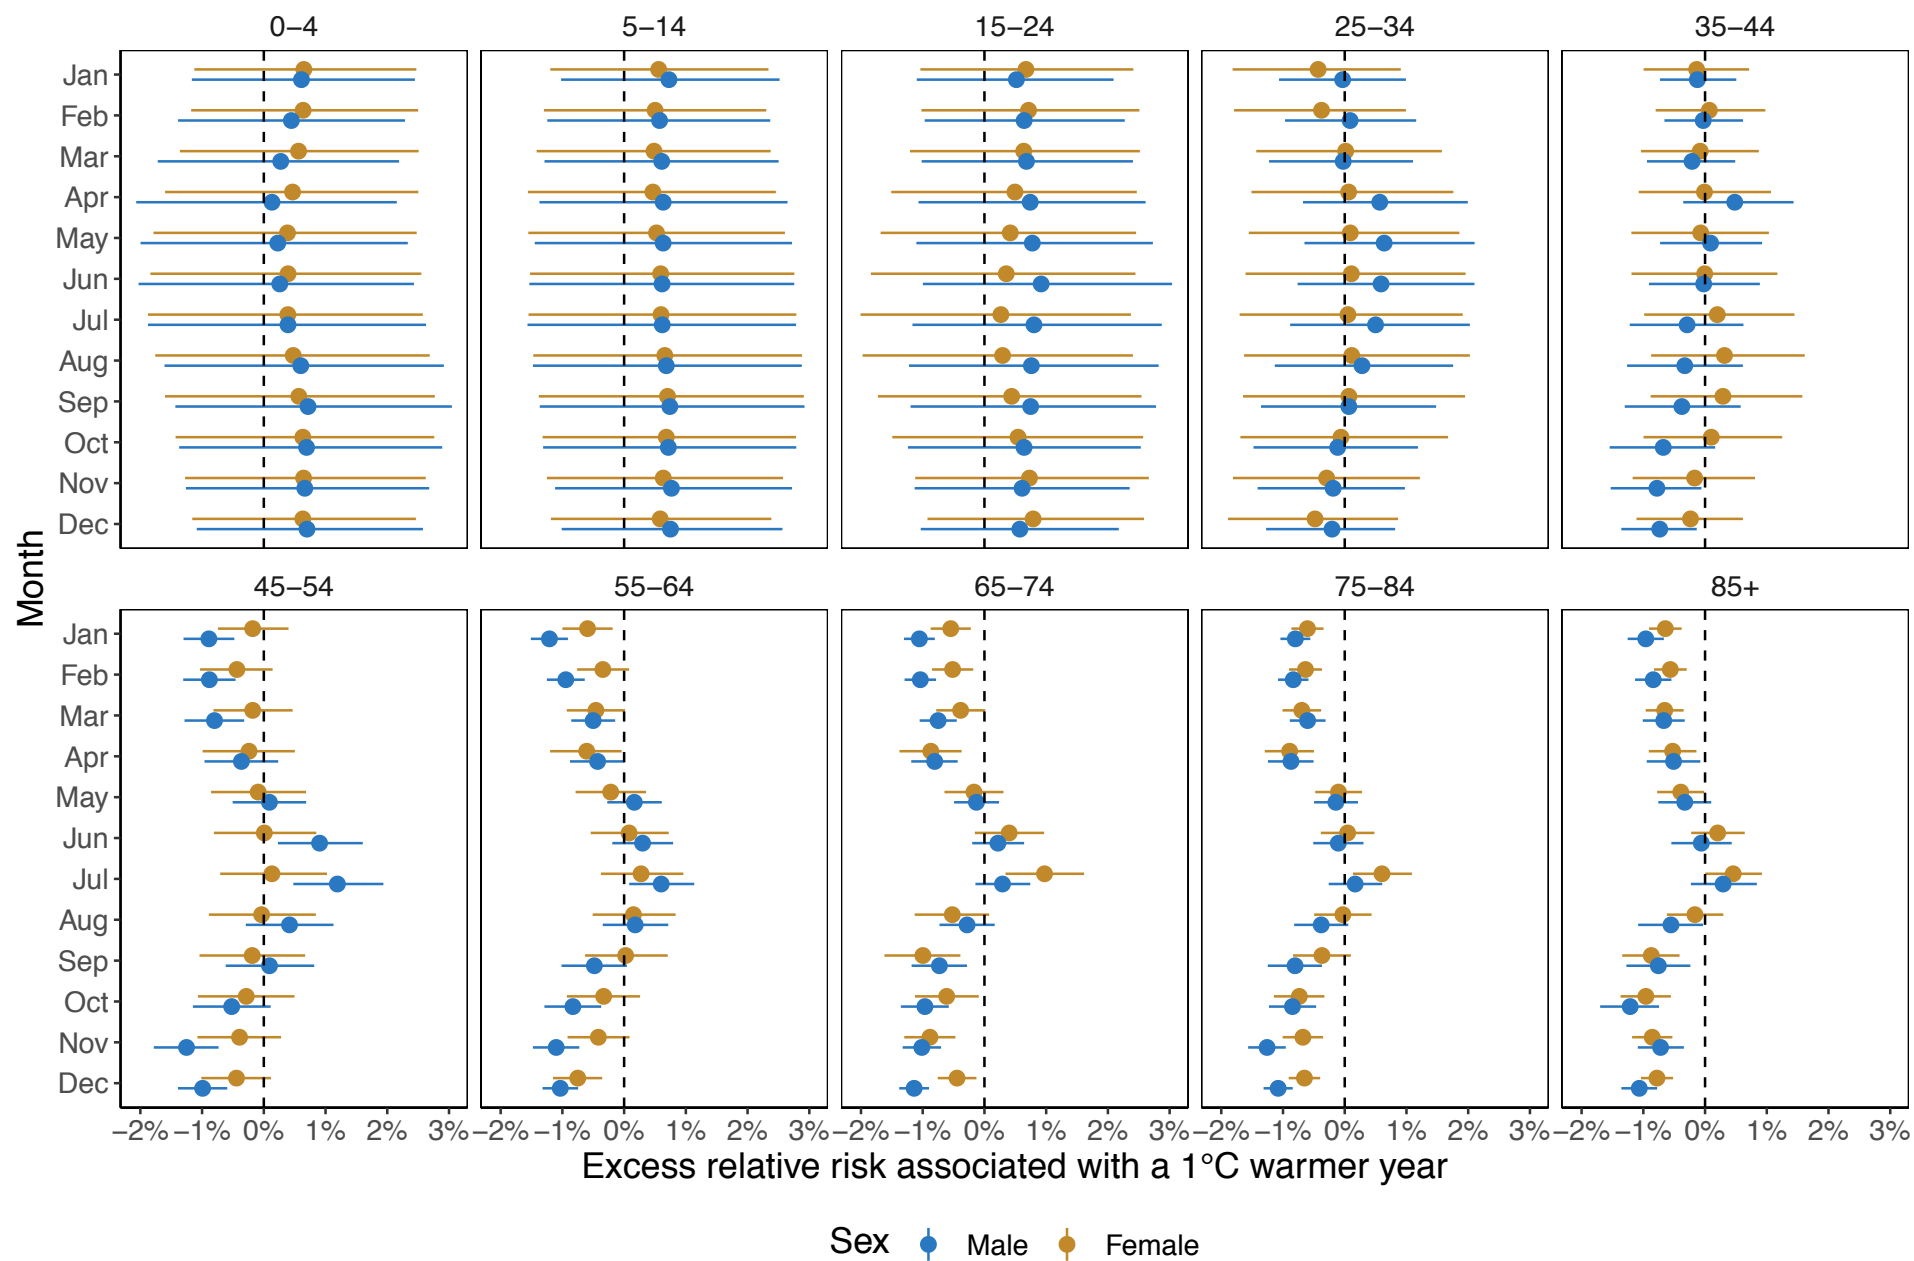 0–4 5–14 15–24 25–34 35–44
Jan
Feb
Mar
Apr
May
Jun
Jul
Aug
Sep
Oct
Nov
Dec
Month
45–54 55–64 65–74 75–84 85+
Jan
Feb
Mar
Apr
May
Jun
Jul
Aug
Sep
Oct
Nov
Dec
−2% −1% 0% 1% 2% 3% −2% −1% 0% 1% 2% 3% −2% −1% 0% 1% 2% 3% −2% −1% 0% 1% 2% 3% −2% −1% 0% 1% 2% 3%
Excess relative risk associated with a 1°C warmer year
Sex Male Female